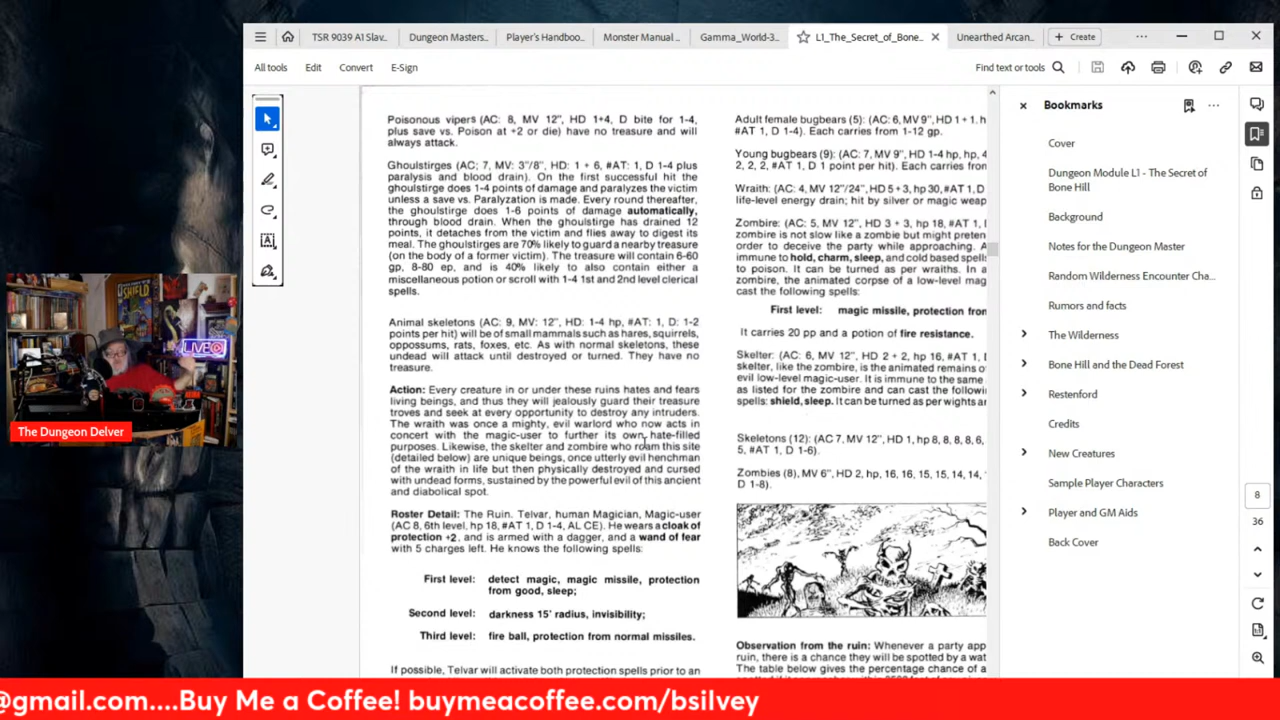 TSR 9039 A1 Slav..
Dungeon Masters..
Player's Handboo..
Monster Manual ..
Gamma_World-3..
L1_The_Secret_of_Bone..
Unearthed Arcan..
Create
All tools
Edit
Convert
E-Sign
Find text or tools
Poisonous vipers (AC: 8, MV 12", HD 1+4, D bite for 1-4,
plus save vs. Poison at +2 or die) have no treasure and will
always attack.
Ghoulstirges (AC; 7, MV: 3"/8", HD: 1 + 6, #AT: 1, D 1-4 plus
paralysis and blood drain). On the first successful hit the
ghoulstirge does 1-4 points of damage and paralyzes the victim
unless a save vs. Paralyzation is made. Every round thereafter,
the ghoulstirge does 1-6 points of damage automatically,
through blood drain. When the ghoulstirge has drained 12
points, it detaches from the victim and flies away to digest its
meal. The ghoulstirges are 70% likely to guard a nearby treasure
(on the body of a former victim). The treasure will contain 6-60
gp, 8-80 ep, and is 40% likely to also contain either a
miscellaneous potion or scroll with 1-4 1st and 2nd level clerical
spells.
Animal skeletons (AC: 9, MV: 12", HD: 1-4 hp, #AT: 1, D: 1-2
points per hit) will be of small mammals such as hares, squirrels,
oppossums, rats, foxes, etc. As with normal skeletons, these
undead will attack until destroyed or turned. They have no
treasure.
Action: Every creature in or under these ruins hates and fears
living beings, and thus they will jealously guard their treasure
troves and seek at every opportunity to destroy any intruders.
The wraith was once a mighty, evil warlord who now acts in
concert with the magic-user to further its own hate-filled
purposes. Likewise, the skelter and zombire who roam this site
(detailed below) are unique beings, once utterly evil henchman
of the wraith in life but then physically destroyed and cursed
with undead forms, sustained by the powerful evil of this ancient
and diabolical spot.
Roster Detail: The Ruin. Telvar, human Magician, Magic-user
(AC 8, 6th level, hp 18, #AT 1, D 1-4, AL CE). He wears a cloak of
protection +2, and is armed with a dagger, and a wand of fear
with 5 charges left. He knows the following spells:
First level: detect magic, magic missile, protection
from good, sleep;
Second level: darkness 15' radius, invisibility;
Third level: fire ball, protection from normal missiles.
If possible, Telvar will activate both protection spells prior to an
Adult female bugbears (5): (AC: 6, MV 9", HD 1 + 1.
#AT 1, D 1-4). Each carries from 1-12 gp.
Young bugbears (9): (AC: 7, MV 9", HD 1-4 hp, hp, 4
2, 2, 2, #AT 1, D 1 point per hit). Each carries from
Wraith: (AC: 4, MV 12"/24", HD 5 + 3, hp 30, #AT 1, D
life-level energy drain; hit by silver or magic weap
Zombire: (AC: 5, MV 12", HD 3 + 3, hp 18, #AT 1,
zombire is not slow like a zombie but might preten
order to deceive the party while approaching. A
immune to hold, charm, sleep, and cold based spells
to poison. It can be turned as per wraiths. In a
zombire, the animated corpse of a low-level mag
cast the following spells:
First level: magic missile, protection from
It carries 20 pp and a potion of fire resistance.
Skelter: (AC: 6, MV 12", HD 2 + 2, hp 16, #AT 1,
skelter, like the zombire, is the animated remains o
evil low-level magic-user. It is immune to the same
as listed for the zombire and can cast the followin
spells: shield, sleep. It can be turned as per wights an
Skeletons (12): (AC 7, MV 12", HD 1, hp 8, 8, 8, 8, 6,
5, #AT 1, D 1-6).
Zombies (8), MV 6", HD 2, hp, 16, 16, 15, 15, 14, 14,
D 1-8).
Observation from the ruin: Whenever a party app
ruin, there is a chance they will be spotted by a wat
The table below gives the percentage chance of a
Bookmarks
Cover
Dungeon Module L1 - The Secret of
Bone Hill
Background
Notes for the Dungeon Master
Random Wilderness Encounter Cha...
Rumors and facts
The Wilderness
Bone Hill and the Dead Forest
Restenford
Credits
New Creatures
Sample Player Characters
Player and GM Aids
Back Cover
8
36
SHIELD
LIVE
The Dungeon Delver
@gmail.com....Buy Me a Coffee! buymeacoffee.com/bsilvey